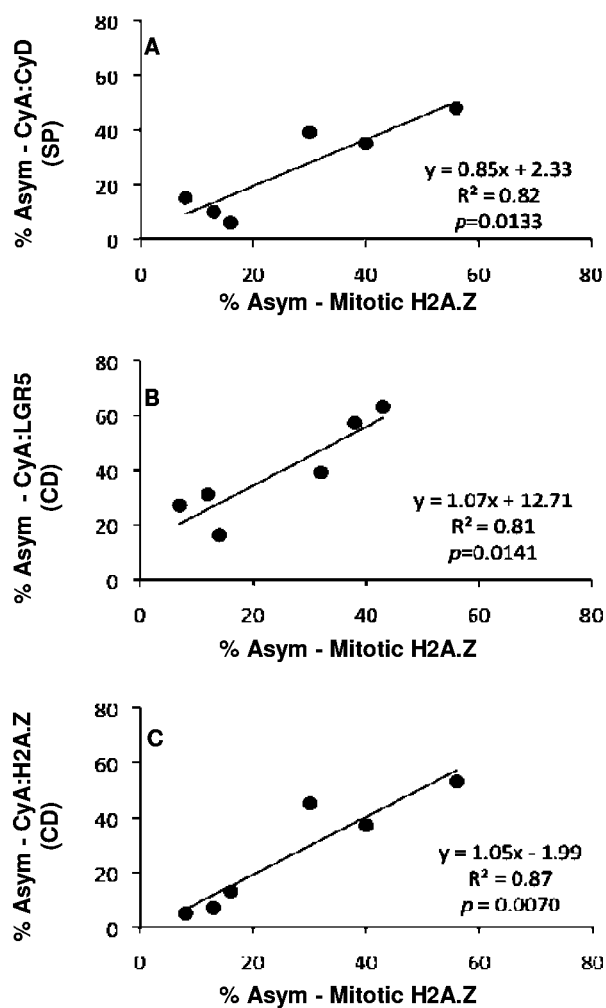 A
% Asym - CyA:CyD
(SP)
80
60
40
20
0
y = 0.85x + 2.33
R² = 0.82
p=0.0133
0 20 40 60 80
% Asym - Mitotic H2A.Z
B
% Asym - CyA:LGR5
(CD)
80
60
40
20
0
y = 1.07x + 12.71
R² = 0.81
p=0.0141
0 20 40 60 80
% Asym - Mitotic H2A.Z
C
% Asym - CyA:H2A.Z
(CD)
80
60
40
20
0
y = 1.05x - 1.99
R² = 0.87
p = 0.0070
0 20 40 60 80
% Asym - Mitotic H2A.Z